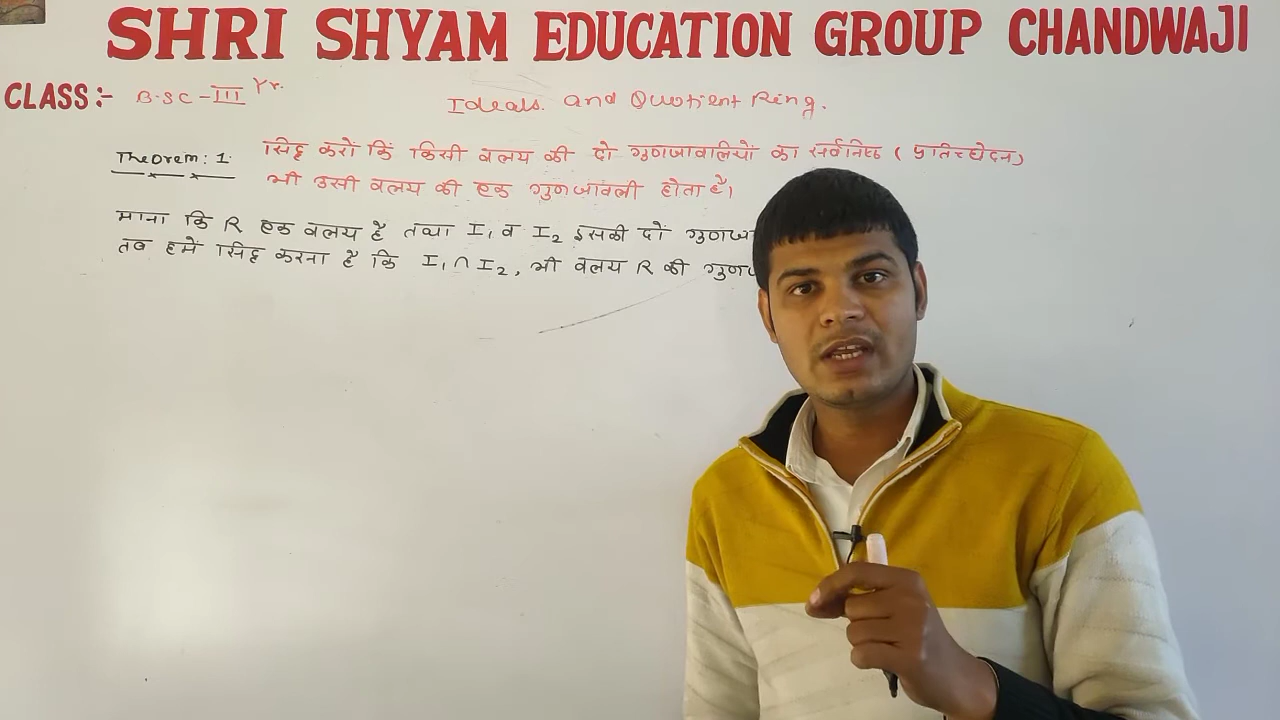 SHRI SHYAM EDUCATION GROUP CHANDWAJI
CLASS:- B.SC-III Yr.
Ideals and Quotient Ring.
Theorem: 1. सिद्ध करों कि किसी वलय की दो गुणजावलियों का सर्वनिष्ठ (प्रतिच्छेदन)
भी उसी वलय की एक गुणजावली होता है।
माना कि R एक वलय है तथा I₁ व I₂ इसकी दो
तब हमें सिद्ध करना है कि I₁ ∩ I₂, भी वलय R की